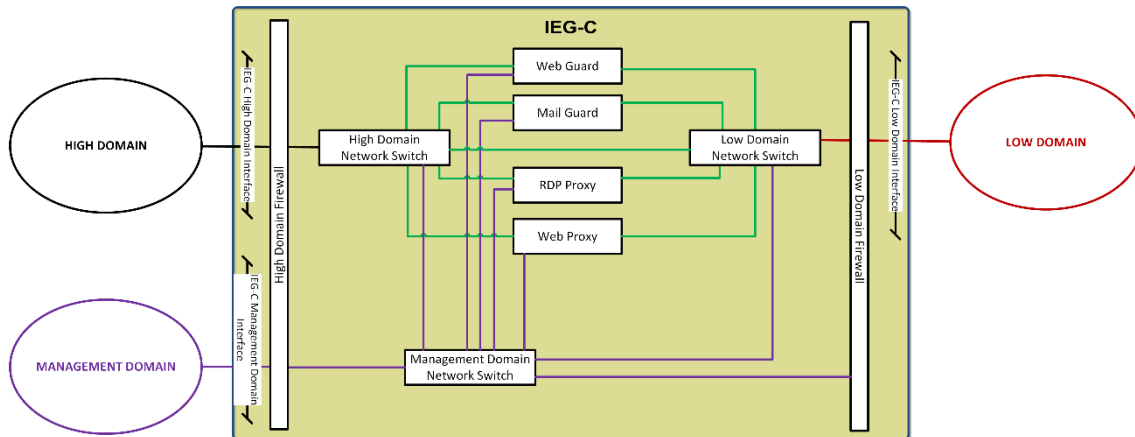 IEG-C
Web Guard
Mail Guard
High Domain
Network Switch
Low Domain
Network Switch
RDP Proxy
Web Proxy
Management Domain
Network Switch
HIGH DOMAIN
MANAGEMENT DOMAIN
LOW DOMAIN
IEG-C High Domain Interface
High Domain Firewall
IEG-C Management Domain
Interface
Low Domain Firewall
IEG-C Low Domain Interface